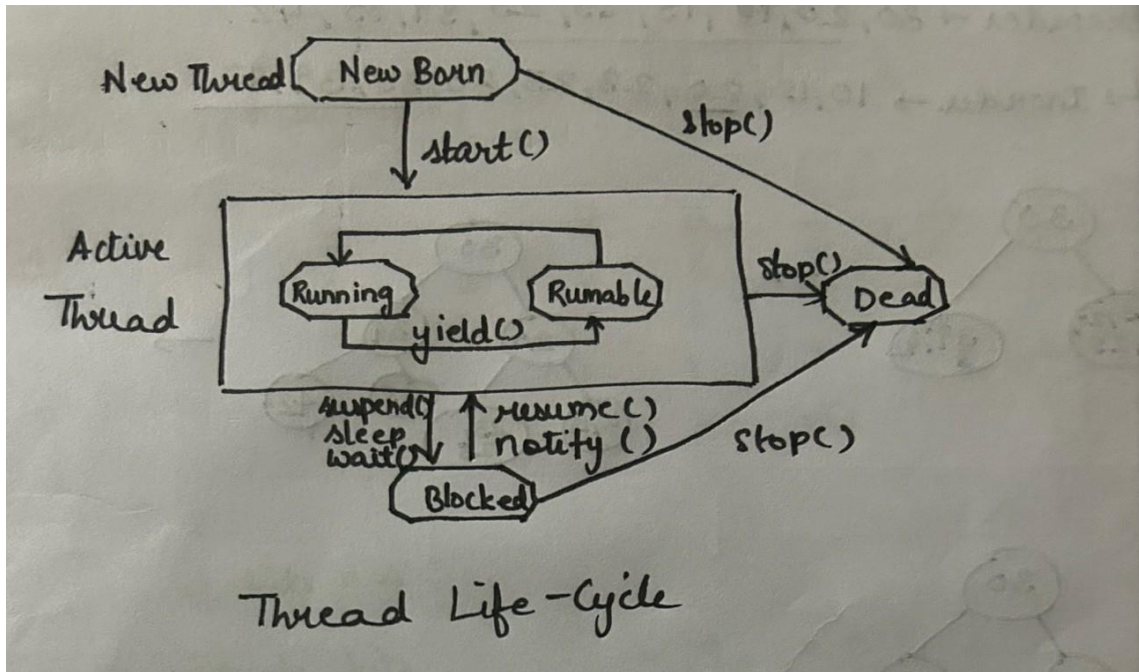 New Thread
New Born
start()
stop()
Active
Thread
Running
Rumable
yield()
stop()
Dead
suspend()
sleep
wait()
resume()
notify()
stop()
Blocked
Thread Life-Cycle